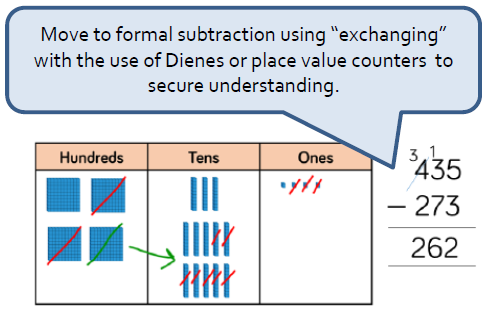 Move to formal subtraction using “exchanging”
with the use of Dienes or place value counters to
secure understanding.
Hundreds Tens Ones
3 1
435
– 273
262